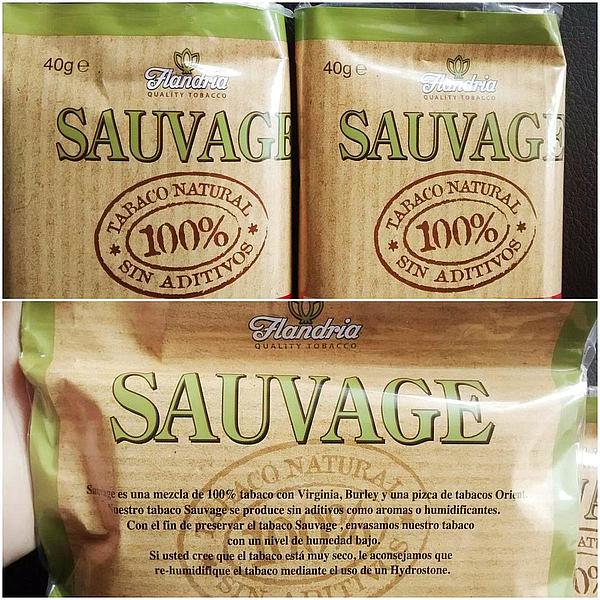 40g e
Flandria
QUALITY TOBACCO
SAUVAGE
TABACO NATURAL
100%
SIN ADITIVOS
40g e
Flandria
QUALITY TOBACCO
SAUVAGE
TABACO NATURAL
100%
SIN ADITIVOS
Flandria
QUALITY TOBACCO
SAUVAGE
TABACO NATURAL
Sauvage es una mezcla de 100% tabaco con Virginia, Burley y una pizca de tabacos Orient.
Nuestro tabaco Sauvage se produce sin aditivos como aromas o humidificantes.
Con el fin de preservar el tabaco Sauvage , envasamos nuestro tabaco
con un nivel de humedad bajo.
Si usted cree que el tabaco está muy seco, le aconsejamos que
re-humidifique el tabaco mediante el uso de un Hydrostone.